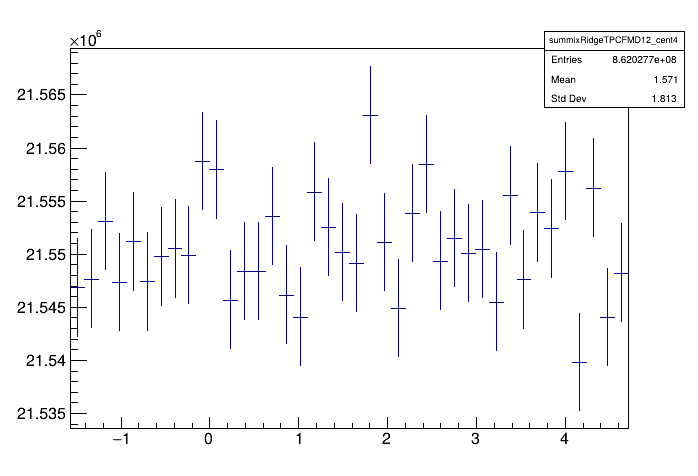 ×10⁶
summixRidgeTPCFMD12_cent4
Entries 8.620277e+08
Mean 1.571
Std Dev 1.813
21.565
21.56
21.555
21.55
21.545
21.54
21.535
−1 0 1 2 3 4